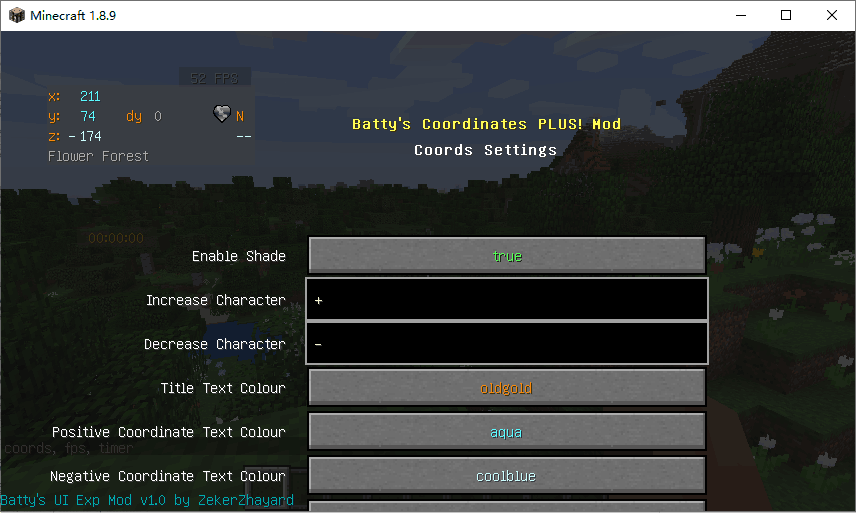 Minecraft 1.8.9
52 FPS
x: 211
y: 74 dy 0 N
z: -174 --
Flower Forest
Batty's Coordinates PLUS! Mod
Coords Settings
00:00:00
Enable Shade true
Increase Character +
Decrease Character -
Title Text Colour oldgold
Positive Coordinate Text Colour aqua
coords, fps, timer
Negative Coordinate Text Colour coolblue
Batty's UI Exp Mod v1.0 by ZekerZhayard